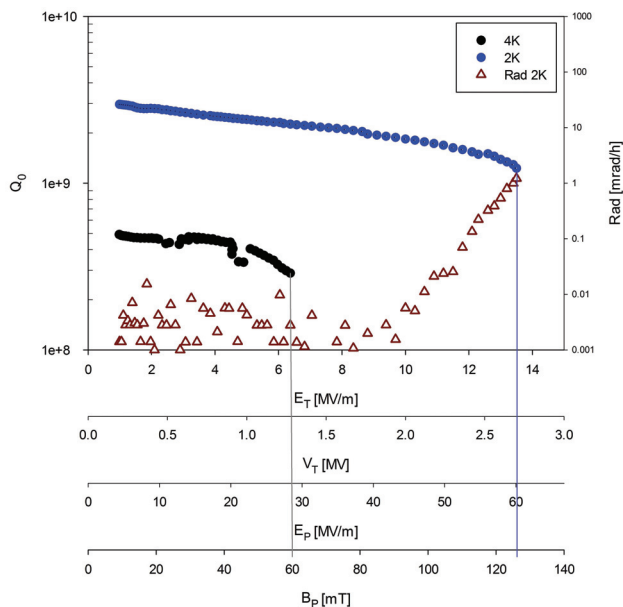 1e+10
1e+9
1e+8
Q0
4K
2K
Rad 2K
1000
100
10
1
0.1
0.01
0.001
Rad [mrad/h]
0 2 4 6 8 10 12 14
ET [MV/m]
0.0 0.5 1.0 1.5 2.0 2.5 3.0
VT [MV]
0 10 20 30 40 50 60
EP [MV/m]
0 20 40 60 80 100 120 140
BP [mT]